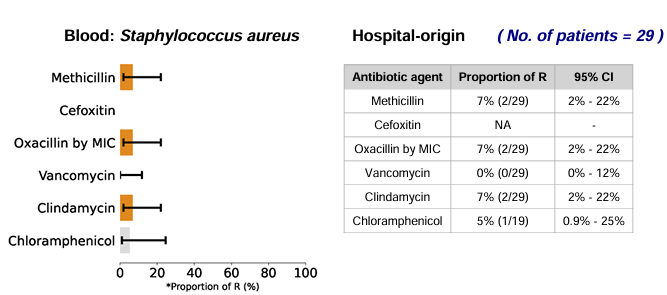 Blood: Staphylococcus aureus
Methicillin
Cefoxitin
Oxacillin by MIC
Vancomycin
Clindamycin
Chloramphenicol
0 20 40 60 80 100
*Proportion of R (%)
Hospital-origin ( No. of patients = 29 )
Antibiotic agent Proportion of R 95% CI
Methicillin 7% (2/29) 2% - 22%
Cefoxitin NA -
Oxacillin by MIC 7% (2/29) 2% - 22%
Vancomycin 0% (0/29) 0% - 12%
Clindamycin 7% (2/29) 2% - 22%
Chloramphenicol 5% (1/19) 0.9% - 25%